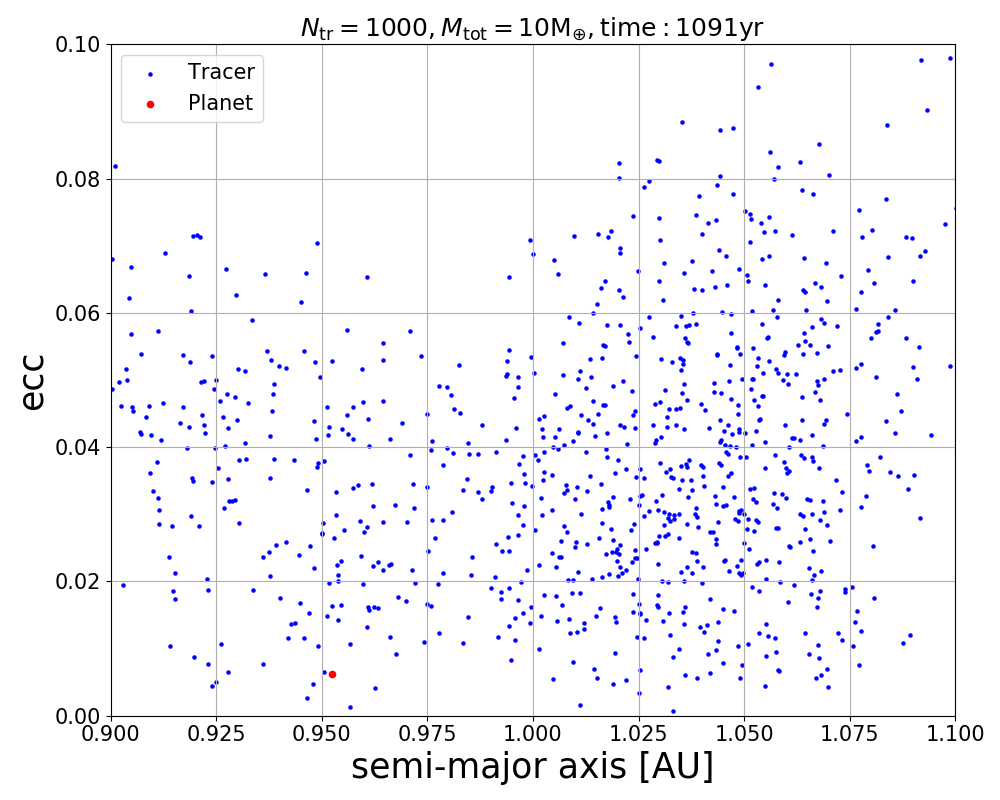 N_tr = 1000, M_tot = 10M_⊕, time : 1091yr
Tracer
Planet
0.10
0.08
0.06
0.04
0.02
0.00
ecc
0.900 0.925 0.950 0.975 1.000 1.025 1.050 1.075 1.100
semi-major axis [AU]